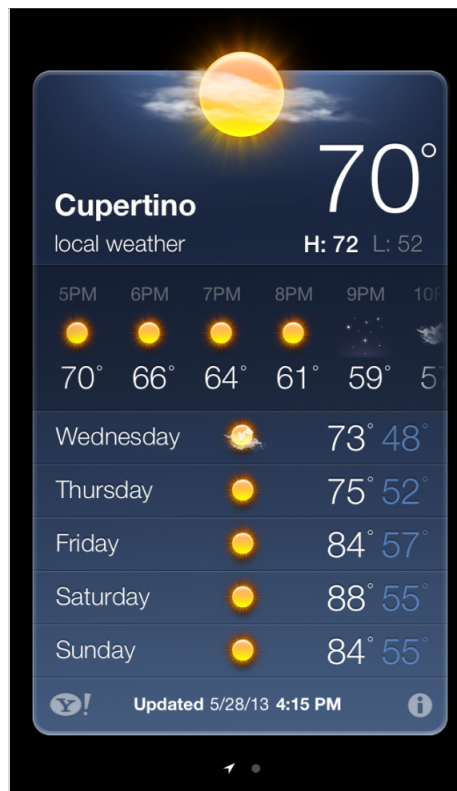 70°
Cupertino
local weather H: 72 L: 52
5PM 6PM 7PM 8PM 9PM
70° 66° 64° 61° 59°
Wednesday 73° 48°
Thursday 75° 52°
Friday 84° 57°
Saturday 88° 55°
Sunday 84° 55°
Y! Updated 5/28/13 4:15 PM i